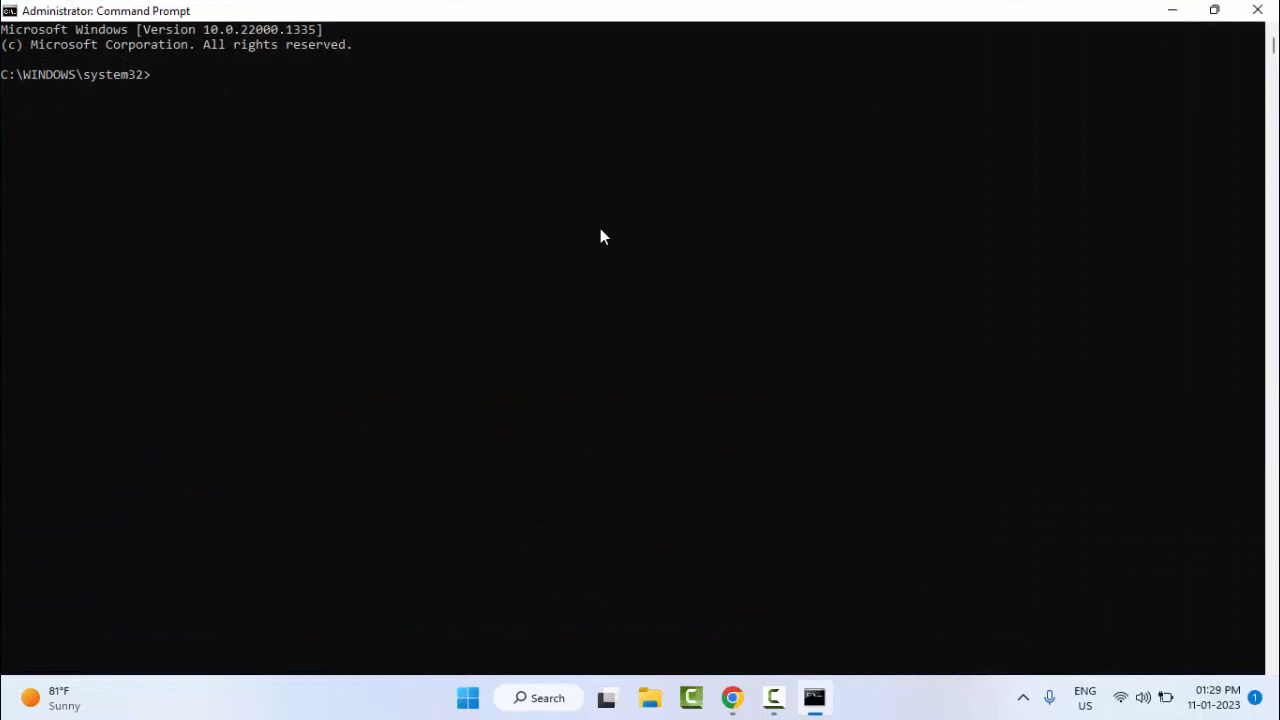 Administrator: Command Prompt
Microsoft Windows [Version 10.0.22000.1335]
(c) Microsoft Corporation. All rights reserved.
C:\WINDOWS\system32>
81°F
Sunny
Search
ENG
US
01:29 PM
11-01-2023
1